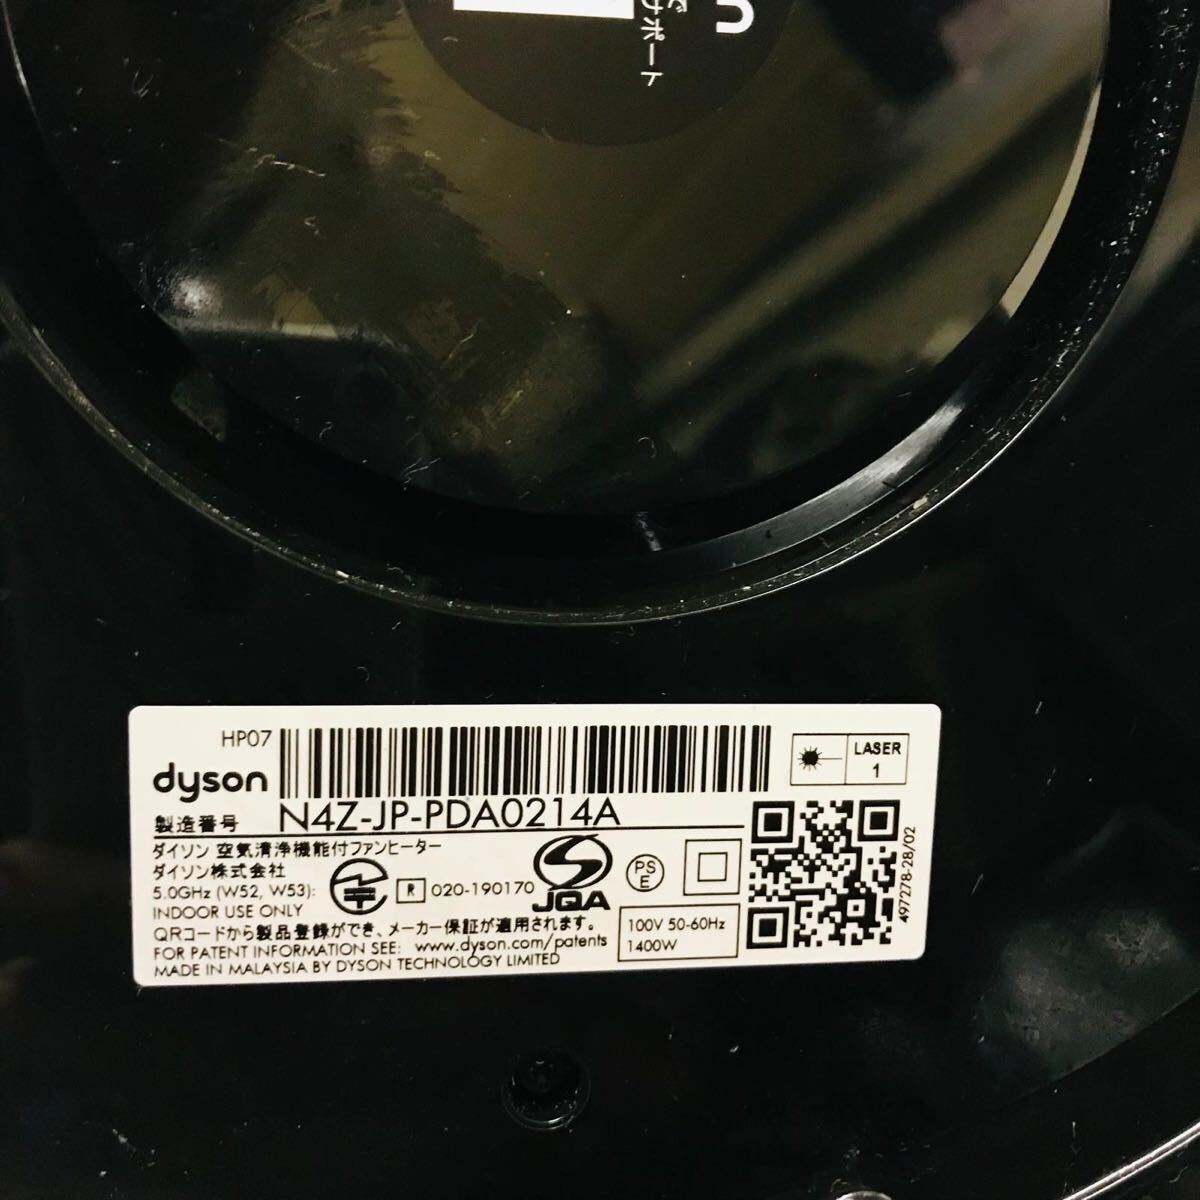 サポート
HP07
dyson
LASER
1
製造番号 N4Z-JP-PDA0214A
ダイソン 空気清浄機能付ファンヒーター
ダイソン株式会社
5.0GHz (W52, W53):
INDOOR USE ONLY
R 020-190170
JQA
PS
E
QRコードから製品登録ができ、メーカー保証が適用されます。
FOR PATENT INFORMATION SEE: www.dyson.com/patents
MADE IN MALAYSIA BY DYSON TECHNOLOGY LIMITED
100V 50-60Hz
1400W
497278-28/02